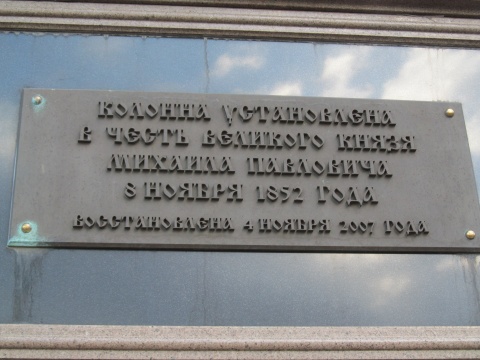 КОЛОННА УСТАНОВЛЕНА
В ЧЕСТЬ ВЕЛИКОГО КНЯЗЯ
МИХАИЛА ПАВЛОВИЧА
8 НОЯБРЯ 1852 ГОДА
ВОССТАНОВЛЕНА 4 НОЯБРЯ 2007 ГОДА